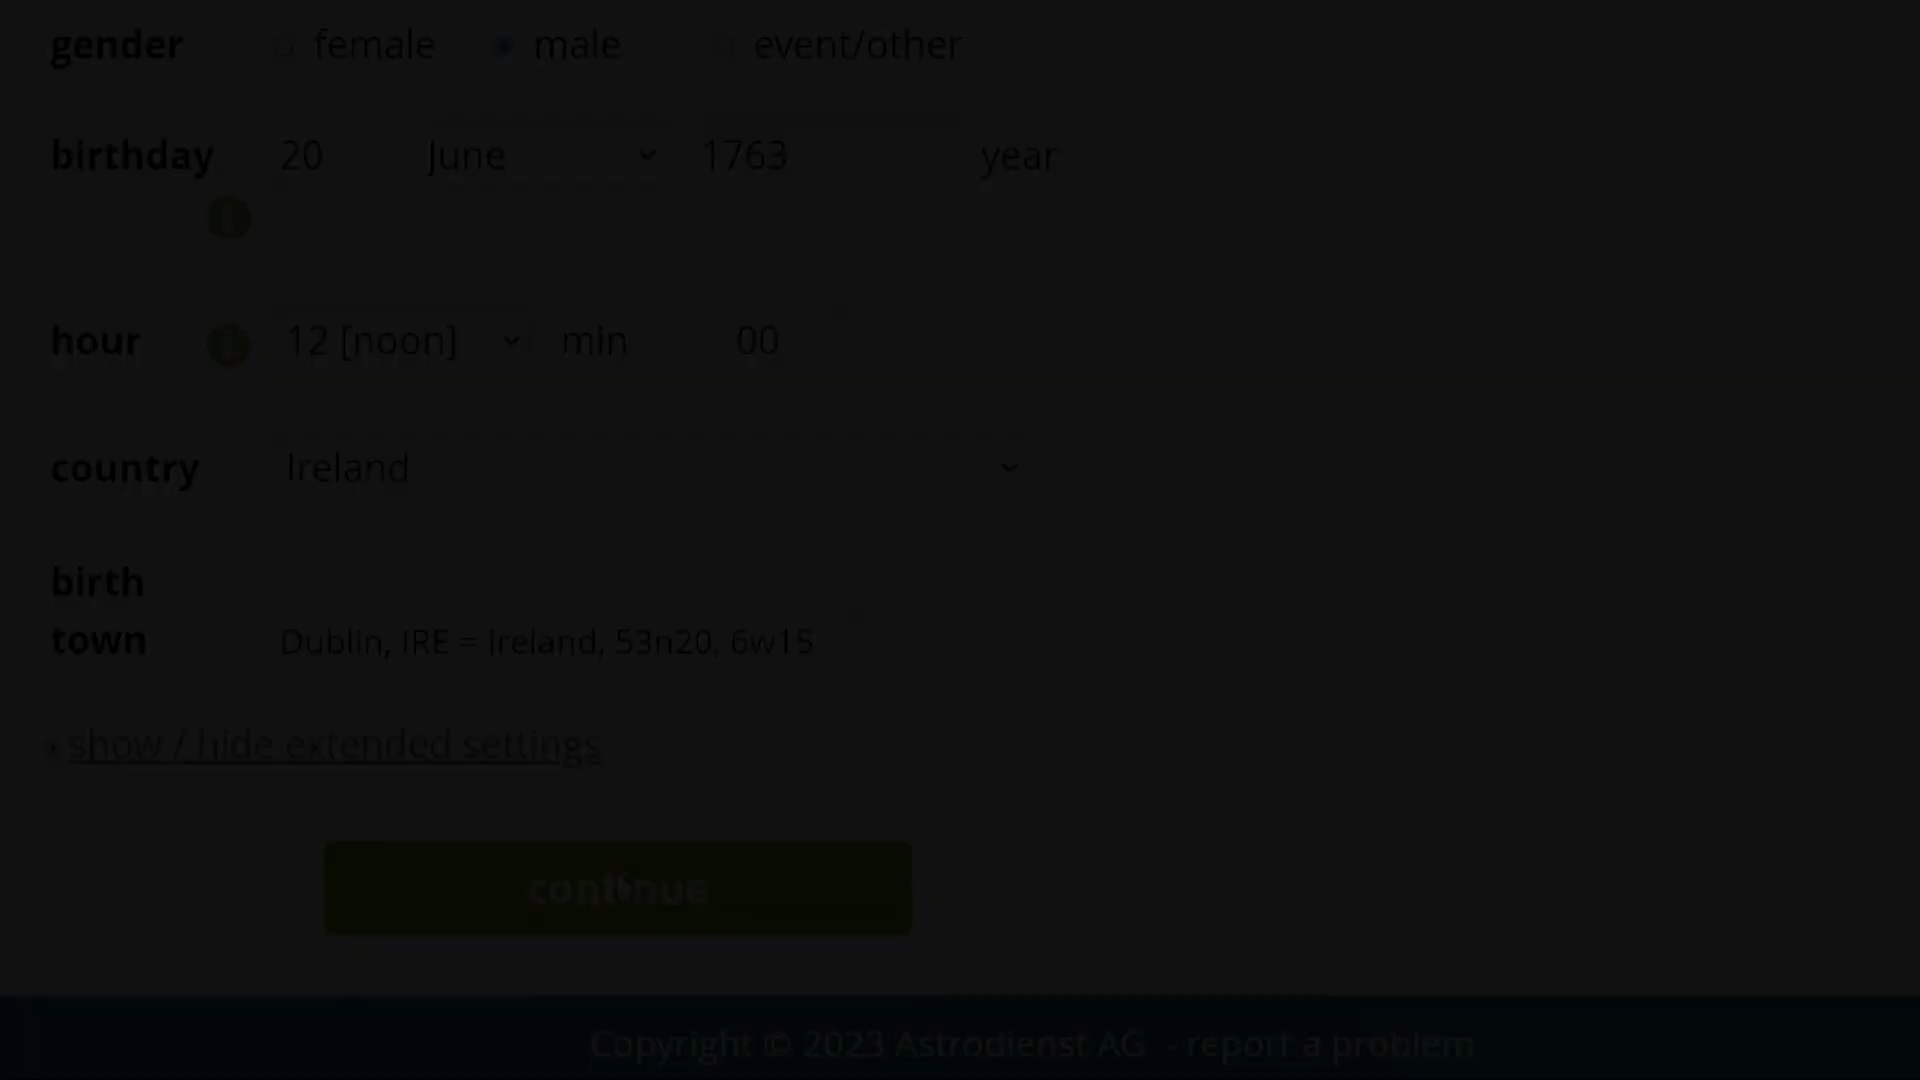 gender female male event/other
birthday 20 June 1763 year
hour 12 [noon] min 00
country Ireland
birth
town Dublin, IRE = Ireland, 53n20, 6w15
show / hide extended settings
continue
Copyright © 2023 Astrodienst AG - report a problem